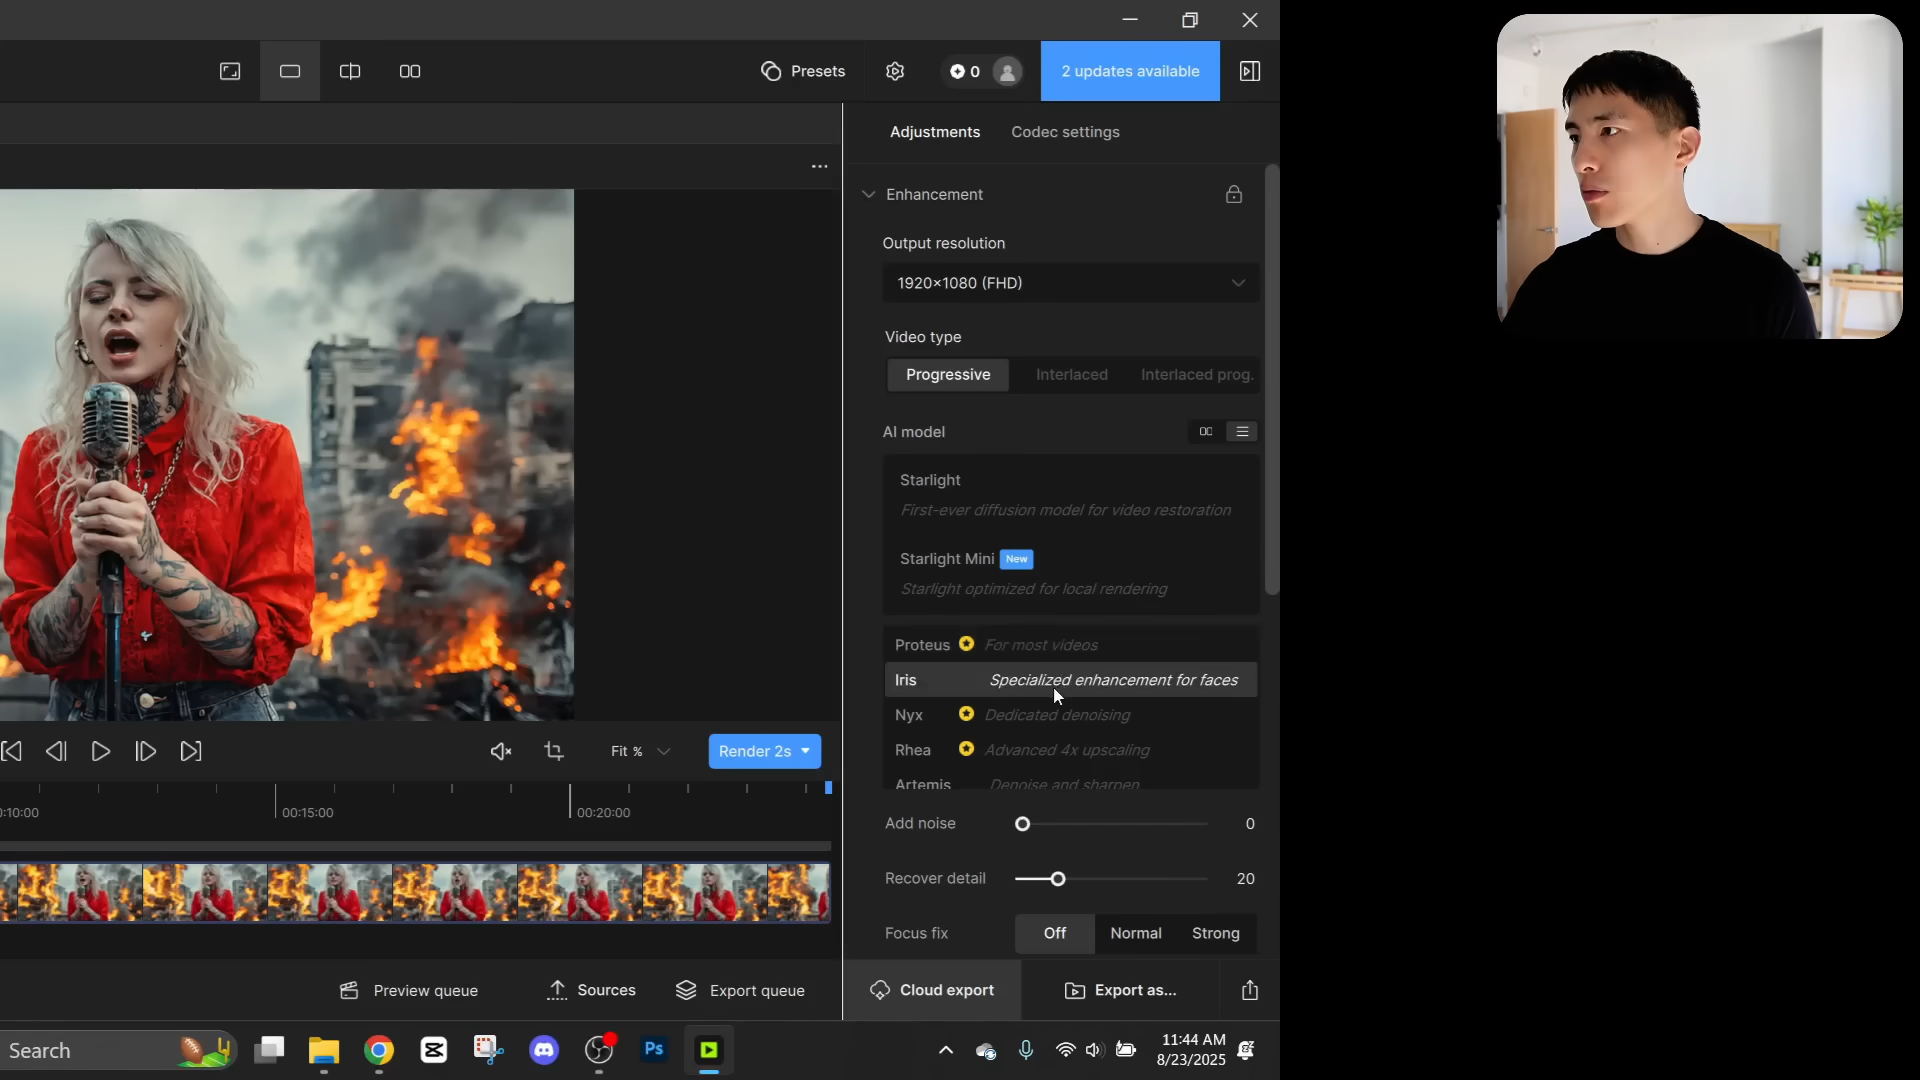 Presets
0
2 updates available
Adjustments
Codec settings
Enhancement
Output resolution
1920×1080 (FHD)
Video type
Progressive
Interlaced
Interlaced prog.
AI model
Starlight
First-ever diffusion model for video restoration
Starlight Mini New
Starlight optimized for local rendering
Proteus For most videos
Iris Specialized enhancement for faces
Nyx Dedicated denoising
Rhea Advanced 4x upscaling
Artemis Denoise and sharpen
Fit %
Render 2s
:10:00
00:15:00
00:20:00
Add noise 0
Recover detail 20
Focus fix Off Normal Strong
Preview queue
Sources
Export queue
Cloud export
Export as...
Search
Ps
11:44 AM
8/23/2025